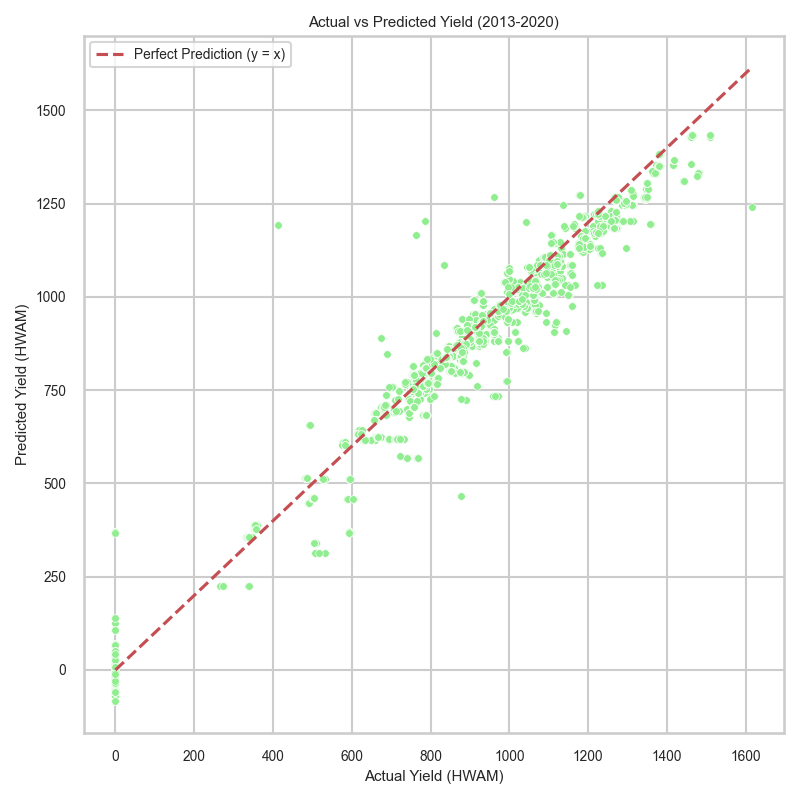 Actual vs Predicted Yield (2013-2020)
Perfect Prediction (y = x)
Predicted Yield (HWAM)
1500
1250
1000
750
500
250
0
0 200 400 600 800 1000 1200 1400 1600
Actual Yield (HWAM)